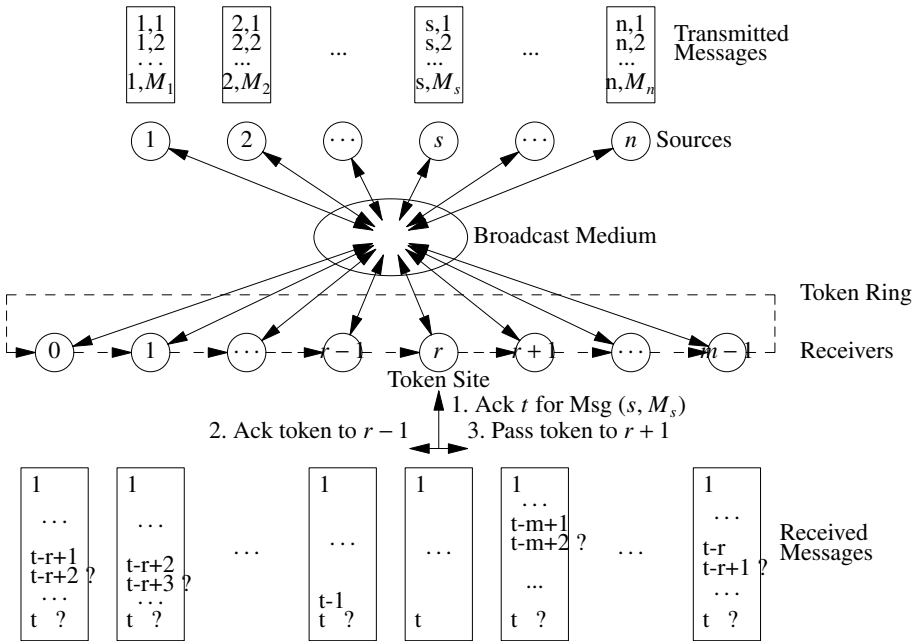 1,1 2,1 s,1 n,1
1,2 2,2 ... s,2 ... n,2
... ... ... ...
1,M₁ 2,M₂ s,Mₛ n,Mₙ
Transmitted
Messages
1 2 ... s ... n Sources
Broadcast Medium
Token Ring
0 1 ... r − 1 r r + 1 ... m − 1 Receivers
Token Site
1. Ack t for Msg (s, Mₛ)
2. Ack token to r − 1 3. Pass token to r + 1
1
...
t-r+1
t-r+2 ?
...
t ?
1
...
t-r+2
t-r+3 ?
...
t ?
...
1
...
t-1
t ?
1
...
t
1
...
t-m+1
t-m+2 ?
...
t ?
...
1
...
t-r
t-r+1 ?
...
t ?
Received
Messages